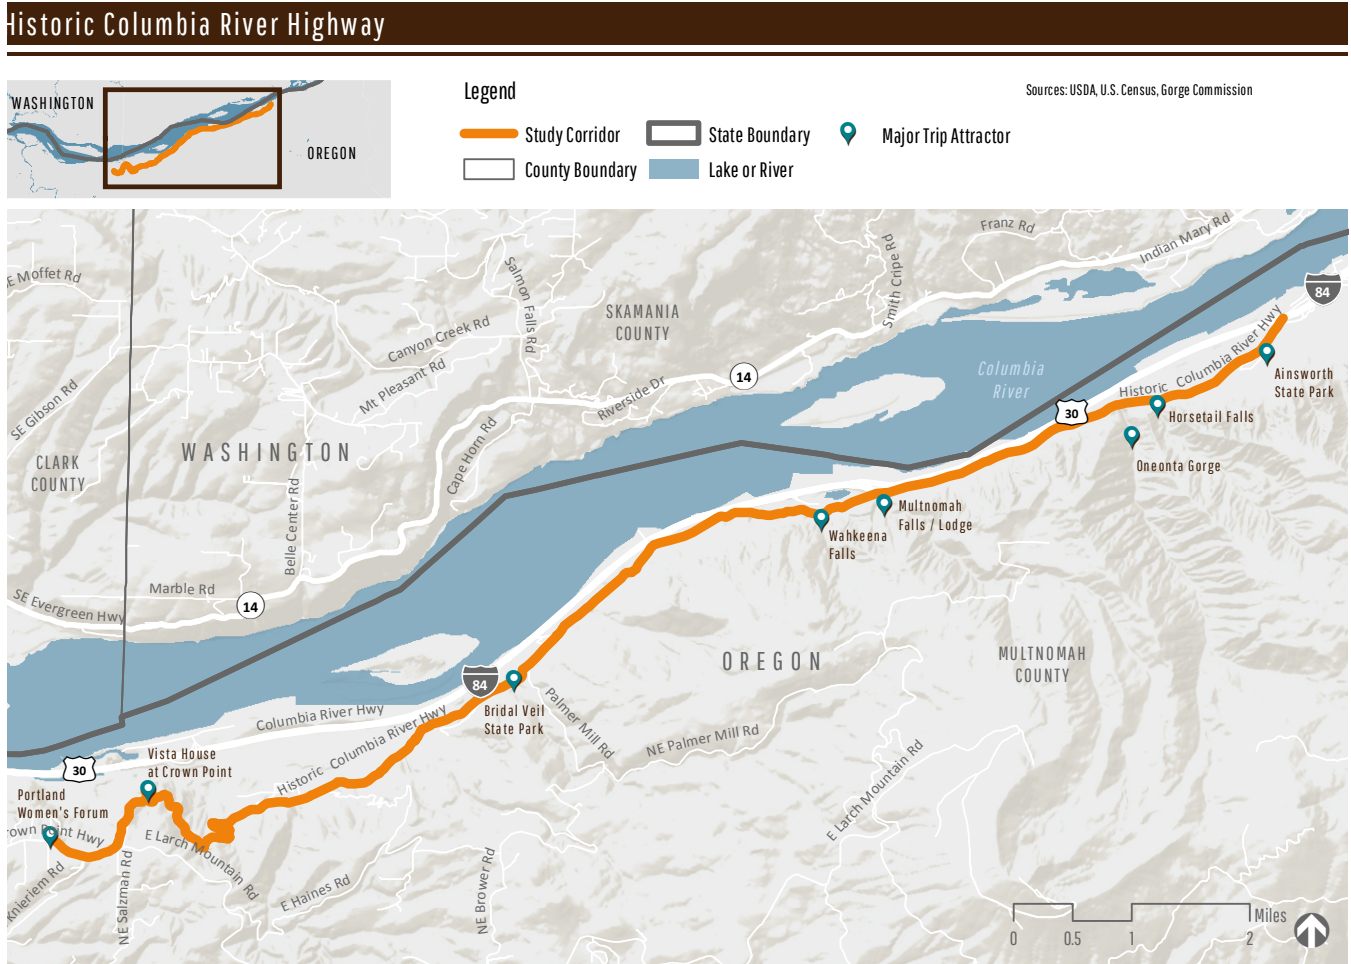 Historic Columbia River Highway
WASHINGTON
OREGON
Legend
Sources: USDA, U.S. Census, Gorge Commission
Study Corridor
State Boundary
Major Trip Attractor
County Boundary
Lake or River
Franz Rd
Indian Mary Rd
E Moffet Rd
Salmon Falls Rd
Smith Cripe Rd
84
SKAMANIA
COUNTY
Canyon Creek Rd
Mt Pleasant Rd
14
Riverside Dr
Columbia
River
Historic Columbia River Hwy
Ainsworth
State Park
30
Horsetail Falls
SE Gibson Rd
WASHINGTON
Cape Horn Rd
CLARK
COUNTY
Oneonta Gorge
Belle Center Rd
Multnomah
Falls / Lodge
Wahkeena
Falls
Marble Rd
SE Evergreen Hwy
14
OREGON
MULTNOMAH
COUNTY
84
Bridal Veil
State Park
Palmer Mill Rd
NE Palmer Mill Rd
Columbia River Hwy
Historic Columbia River Hwy
E Larch Mountain Rd
30
Vista House
at Crown Point
Portland
Women's Forum
rown Point Hwy
E Larch Mountain Rd
Knieriem Rd
NE Salzman Rd
E Haines Rd
NE Brower Rd
Miles
0 0.5 1 2